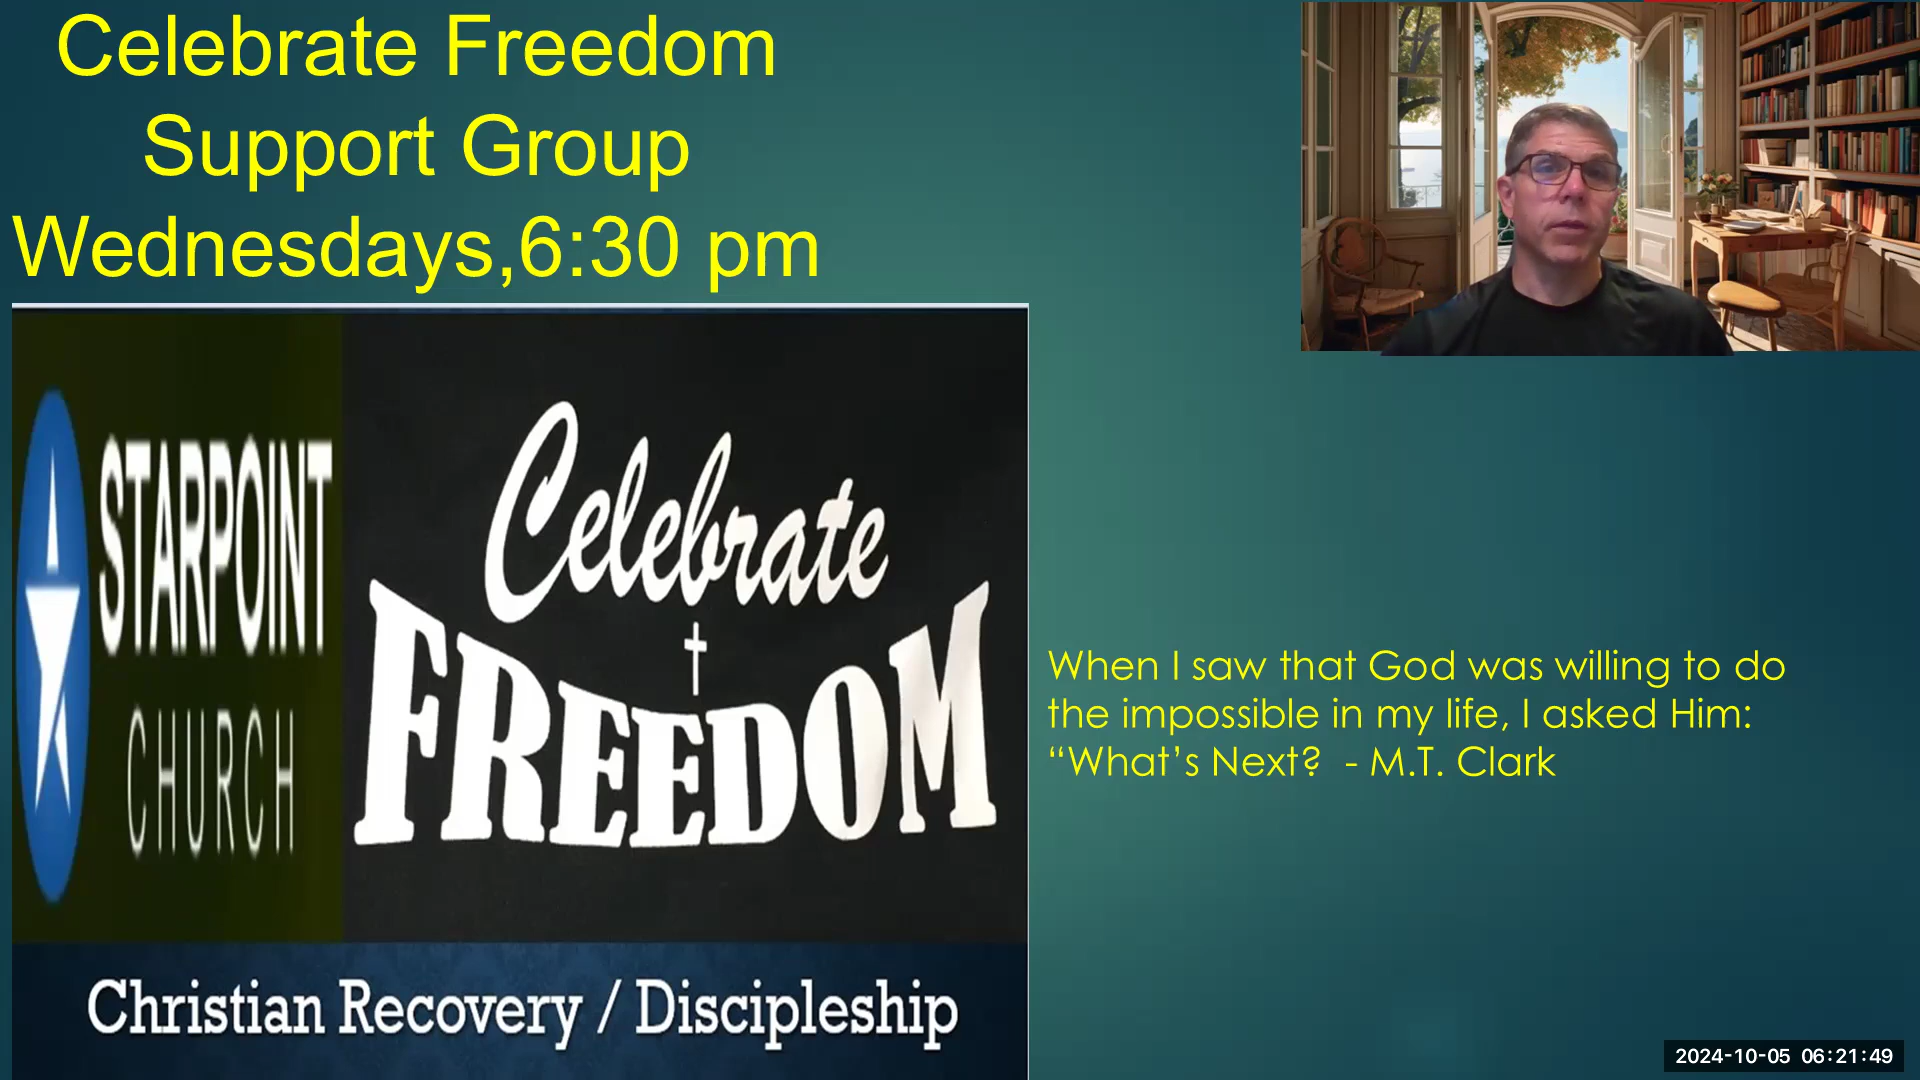 Celebrate Freedom
Support Group
Wednesdays,6:30 pm
STARPOINT
CHURCH
Celebrate
FREEDOM
Christian Recovery / Discipleship
When I saw that God was willing to do
the impossible in my life, I asked Him:
“What’s Next?  - M.T. Clark
2024-10-05 06:21:49